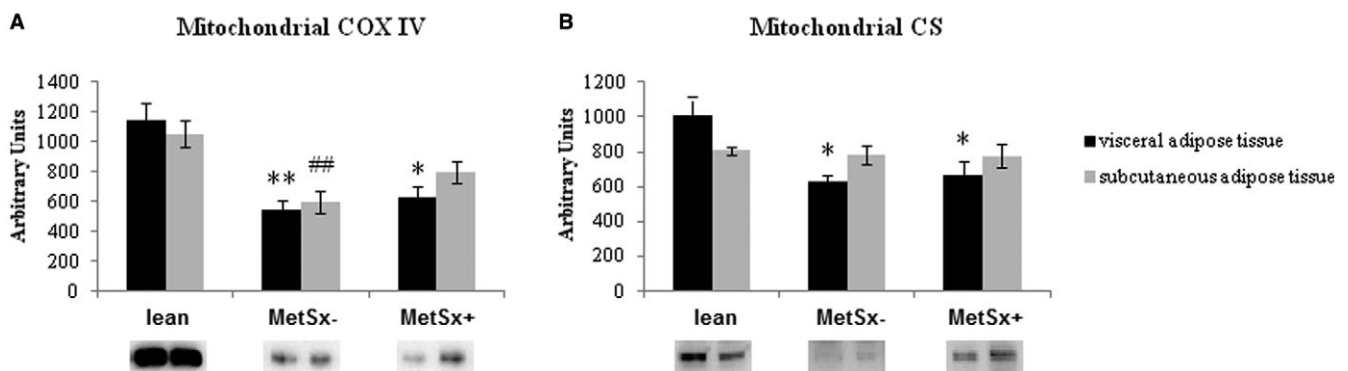 A
Mitochondrial COX IV
Arbitrary Units
1400
1200
1000
800
600
400
200
0
**
##
*
lean
MetSx-
MetSx+
B
Mitochondrial CS
Arbitrary Units
1200
1000
800
600
400
200
0
*
*
lean
MetSx-
MetSx+
visceral adipose tissue
subcutaneous adipose tissue